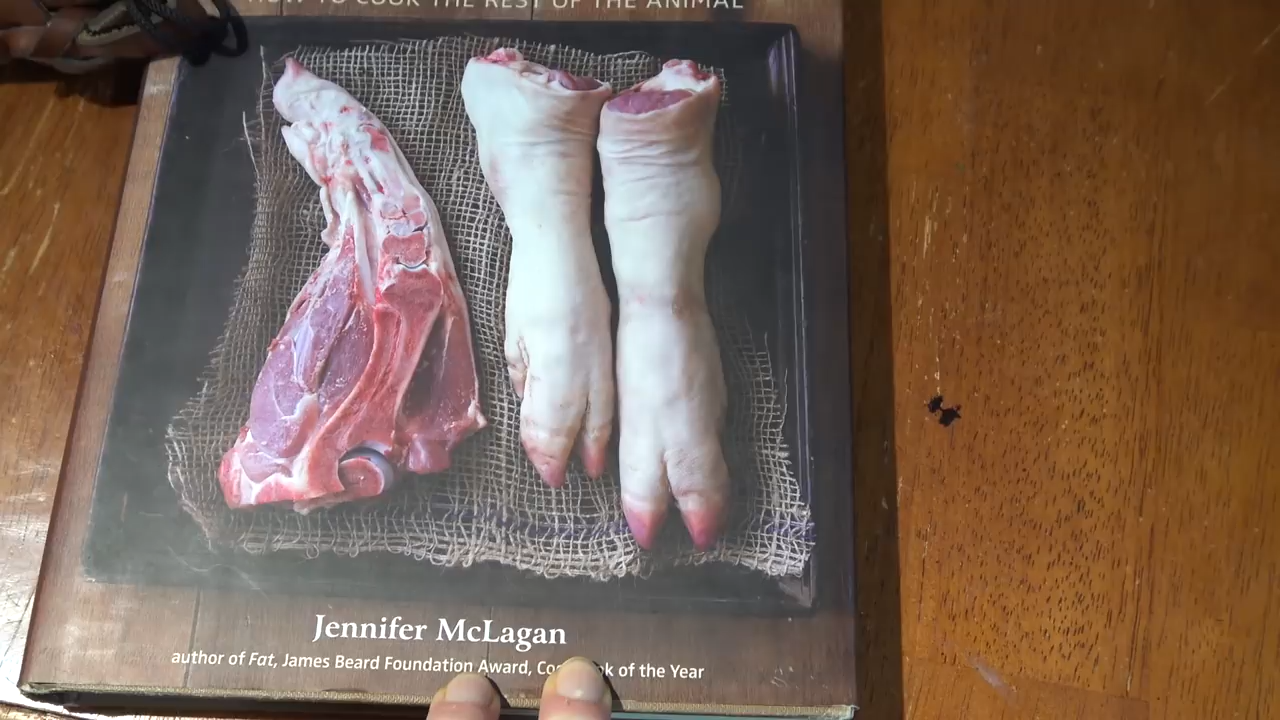 HOW TO COOK THE REST OF THE ANIMAL
Jennifer McLagan
author of Fat, James Beard Foundation Award, of the Year